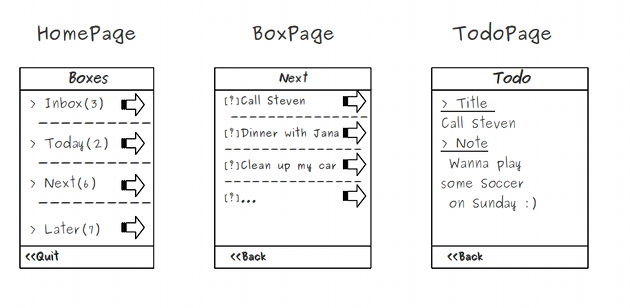 HomePage
Boxes
> Inbox(3)
> Today(2)
> Next(6)
> Later(7)
<<Quit
BoxPage
Next
[?]Call Steven
[?]Dinner with Jana
[?]Clean up my car
[?]...
<<Back
TodoPage
Todo
> Title
Call Steven
> Note
Wanna play
some Soccer
on Sunday :)
<<Back